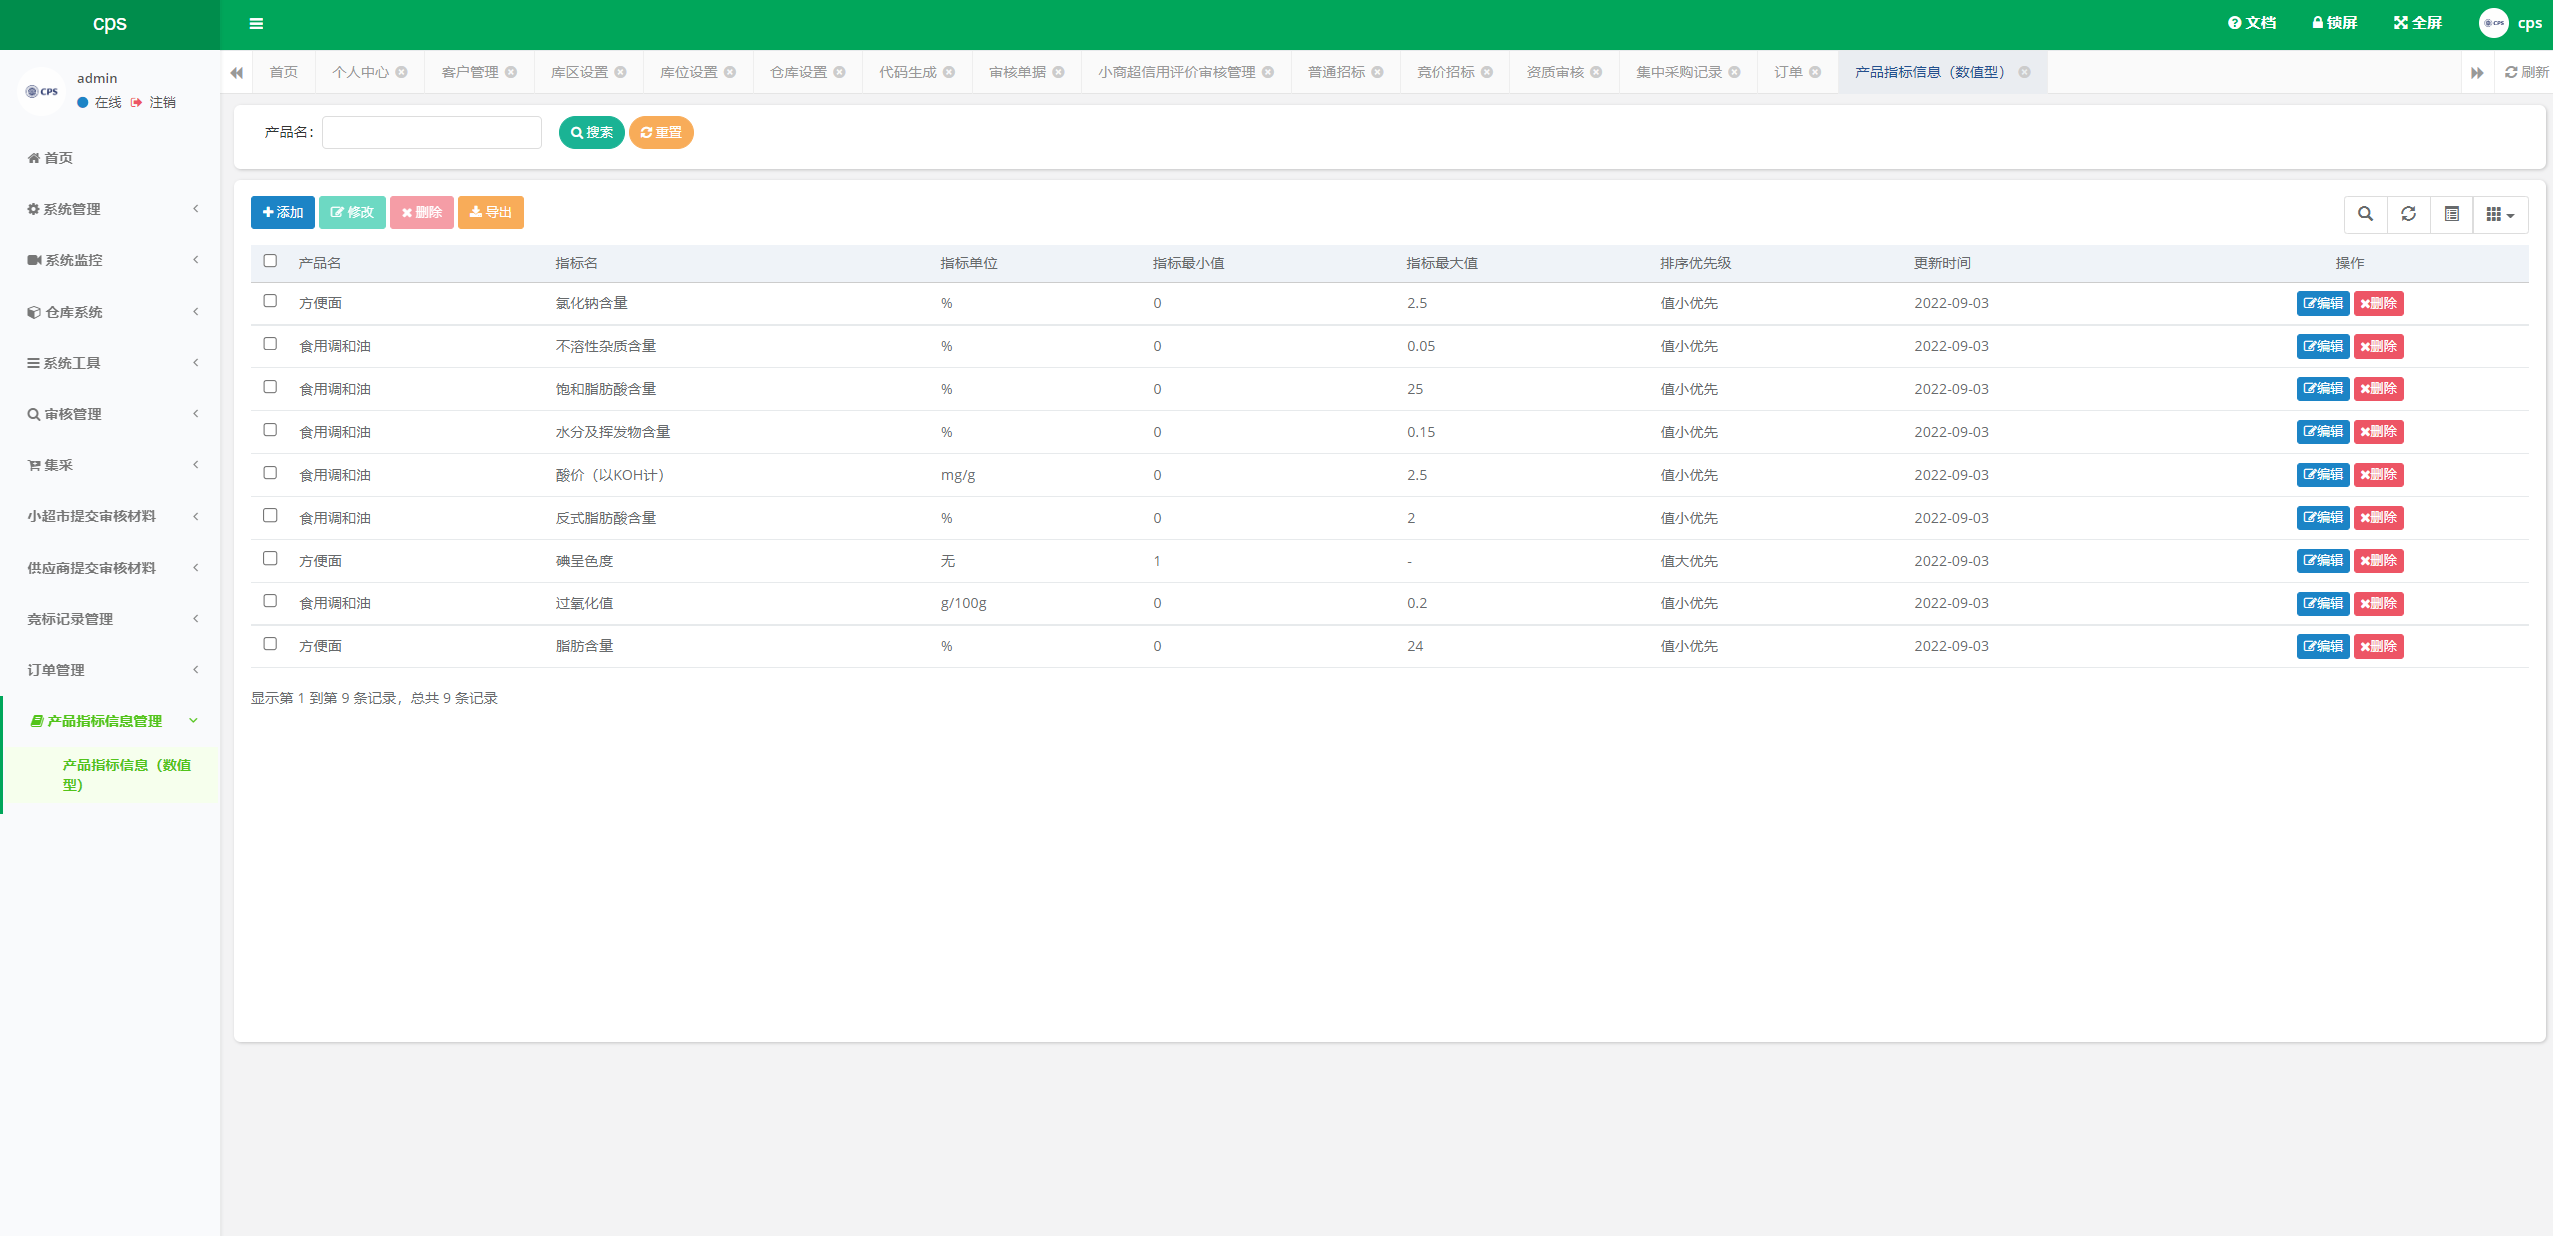 cps
文档
锁屏
全屏
CPS
cps
CPS
admin
在线
注销
首页
系统管理
系统监控
仓库系统
系统工具
审核管理
集采
小超市提交审核材料
供应商提交审核材料
竞标记录管理
订单管理
产品指标信息管理
产品指标信息（数值
型）
首页 个人中心 客户管理 库区设置 库位设置 仓库设置 代码生成 审核单据 小商超信用评价审核管理 普通招标 竞价招标 资质审核 集中采购记录 订单 产品指标信息（数值型） 刷新
产品名： 搜索 重置
添加 修改 删除 导出
产品名 指标名 指标单位 指标最小值 指标最大值 排序优先级 更新时间 操作
方便面 氯化钠含量 % 0 2.5 值小优先 2022-09-03 编辑 删除
食用调和油 不溶性杂质含量 % 0 0.05 值小优先 2022-09-03 编辑 删除
食用调和油 饱和脂肪酸含量 % 0 25 值小优先 2022-09-03 编辑 删除
食用调和油 水分及挥发物含量 % 0 0.15 值小优先 2022-09-03 编辑 删除
食用调和油 酸价（以KOH计） mg/g 0 2.5 值小优先 2022-09-03 编辑 删除
食用调和油 反式脂肪酸含量 % 0 2 值小优先 2022-09-03 编辑 删除
方便面 碘呈色度 无 1 - 值大优先 2022-09-03 编辑 删除
食用调和油 过氧化值 g/100g 0 0.2 值小优先 2022-09-03 编辑 删除
方便面 脂肪含量 % 0 24 值小优先 2022-09-03 编辑 删除
显示第 1 到第 9 条记录，总共 9 条记录